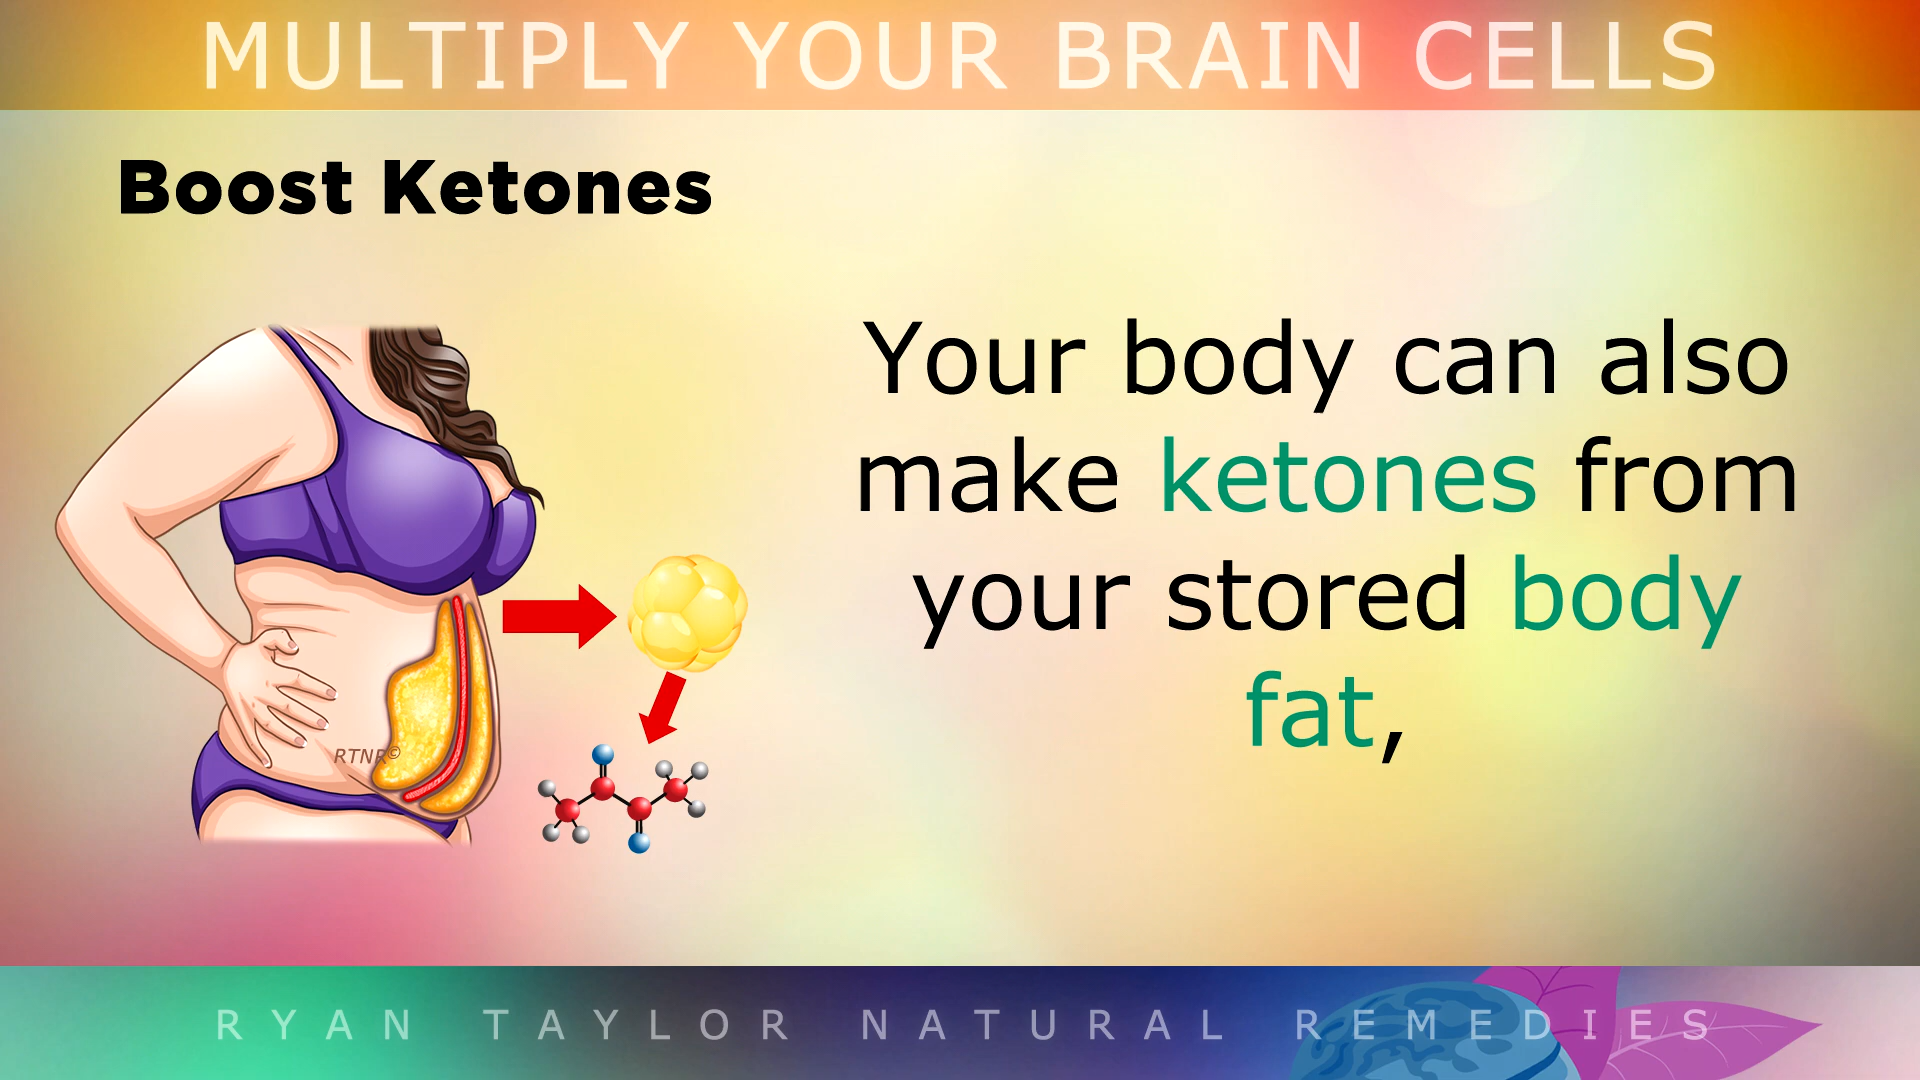 MULTIPLY YOUR BRAIN CELLS
Boost Ketones
Your body can also
make ketones from
your stored body
fat,
RTNR©
RYAN TAYLOR NATURAL REMEDIES